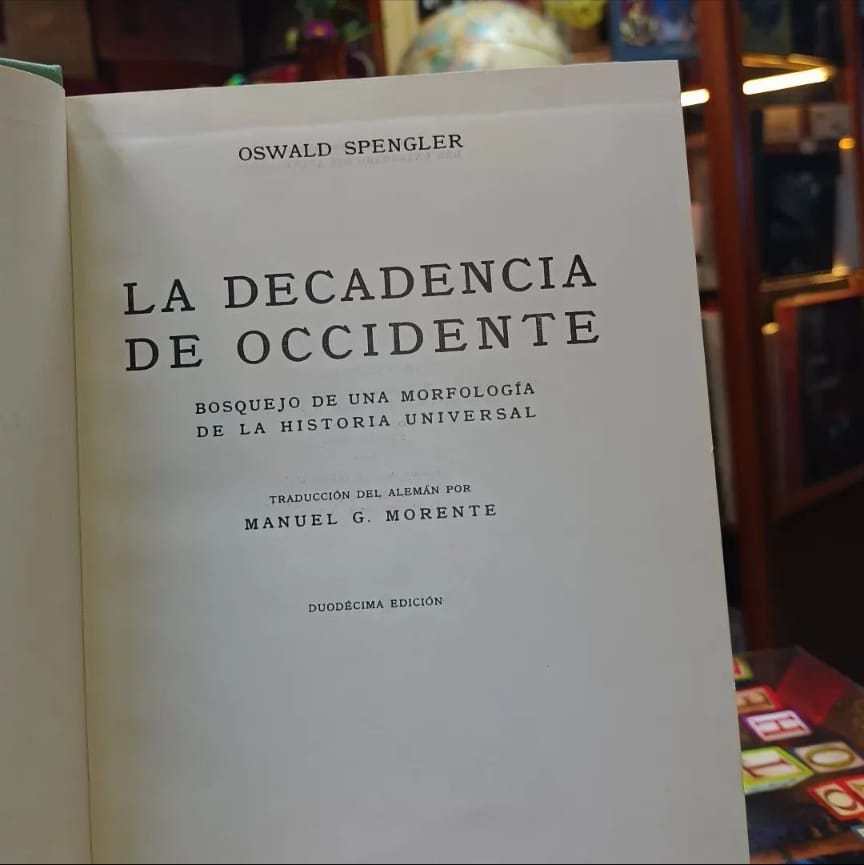 OSWALD SPENGLER
LA DECADENCIA
DE OCCIDENTE
BOSQUEJO DE UNA MORFOLOGÍA
DE LA HISTORIA UNIVERSAL
TRADUCCIÓN DEL ALEMÁN POR
MANUEL G. MORENTE
DUODÉCIMA EDICIÓN